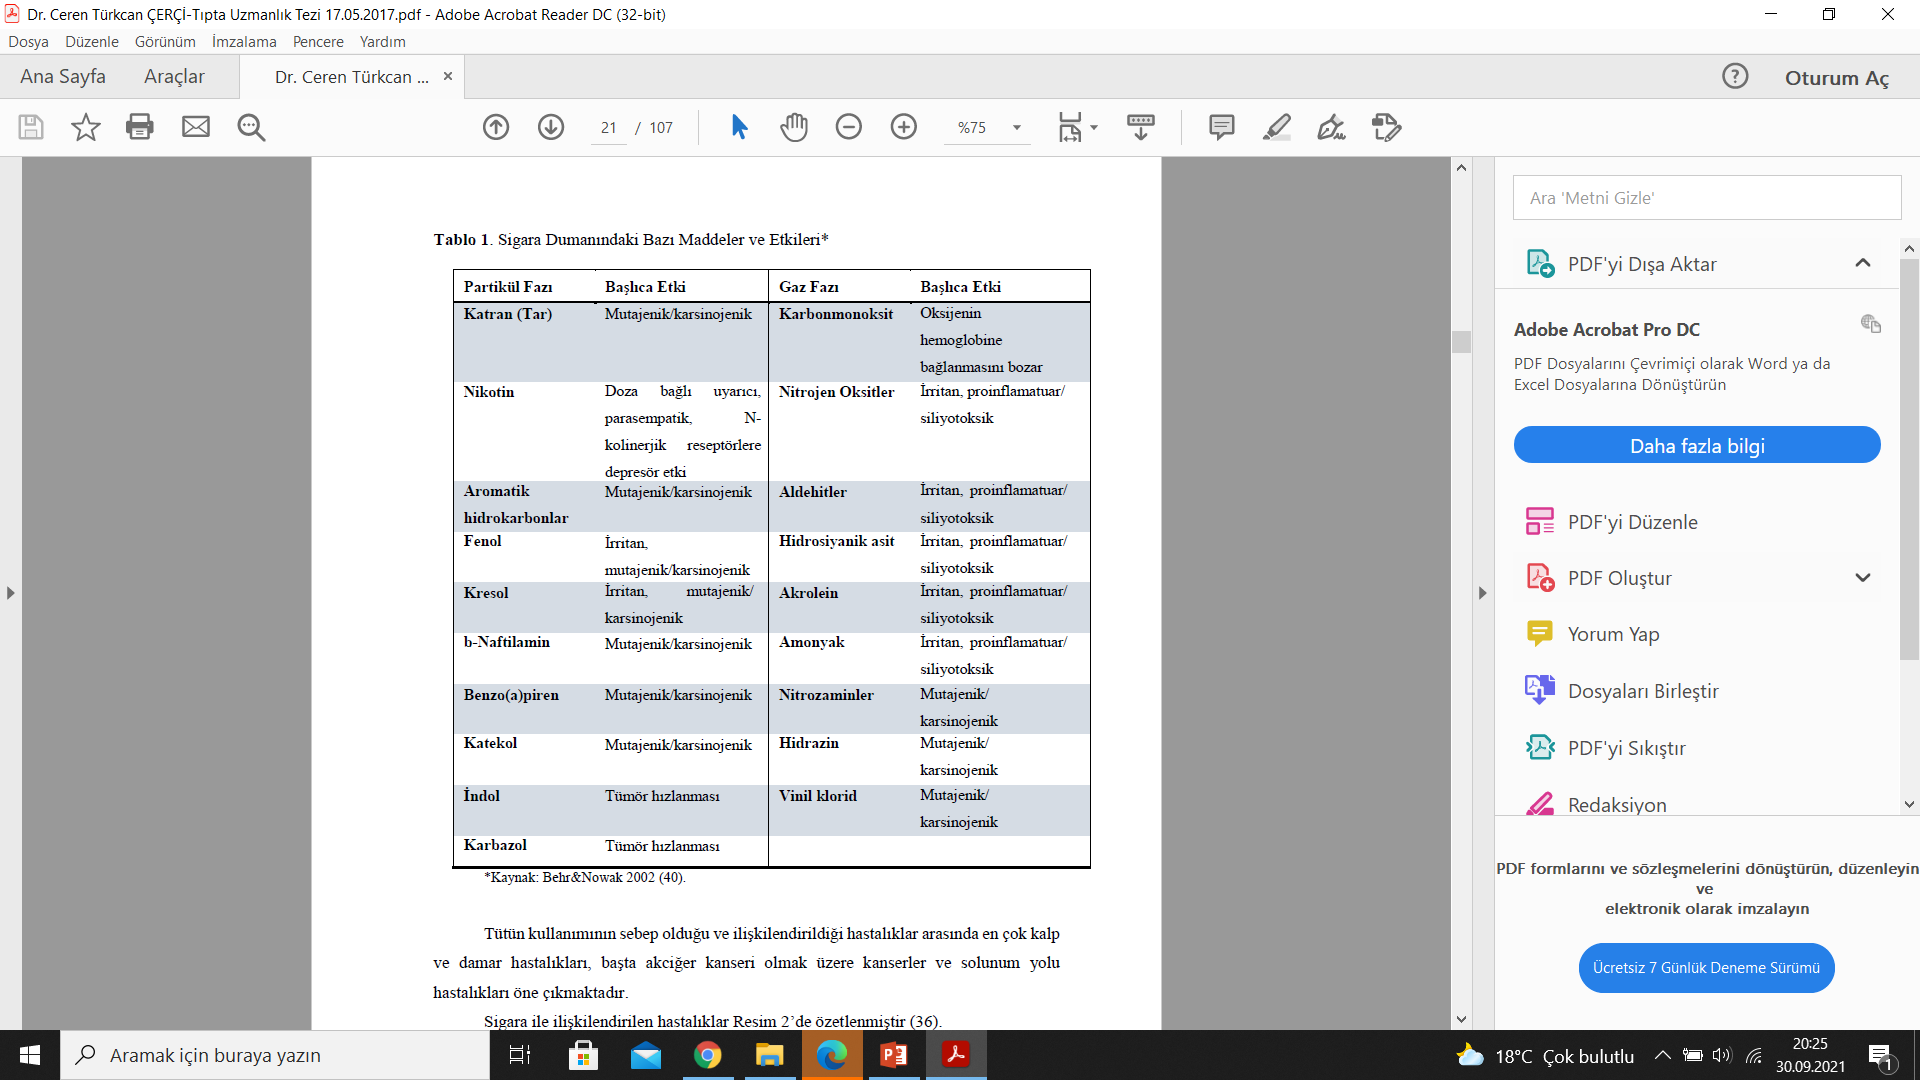 Dr. Ceren Türkcan ÇERÇİ-Tıpta Uzmanlık Tezi 17.05.2017.pdf - Adobe Acrobat Reader DC (32-bit)
Dosya Düzenle Görünüm İmzalama Pencere Yardım
Ana Sayfa Araçlar Dr. Ceren Türkcan ... × ? Oturum Aç
21 / 107 %75
Ara 'Metni Gizle'
PDF'yi Dışa Aktar
Adobe Acrobat Pro DC
PDF Dosyalarını Çevrimiçi olarak Word ya da
Excel Dosyalarına Dönüştürün
Daha fazla bilgi
PDF'yi Düzenle
PDF Oluştur
Yorum Yap
Dosyaları Birleştir
PDF'yi Sıkıştır
Redaksiyon
PDF formlarını ve sözleşmelerini dönüştürün, düzenleyin
ve
elektronik olarak imzalayın
Ücretsiz 7 Günlük Deneme Sürümü
Tablo 1. Sigara Dumanındaki Bazı Maddeler ve Etkileri*
Partikül Fazı Başlıca Etki Gaz Fazı Başlıca Etki
Katran (Tar) Mutajenik/karsinojenik Karbonmonoksit Oksijenin
hemoglobine
bağlanmasını bozar
Nikotin Doza bağlı uyarıcı, Nitrojen Oksitler İrritan, proinflamatuar/
parasempatik, N- siliyotoksik
kolinerjik reseptörlere
depresör etki
Aromatik Mutajenik/karsinojenik Aldehitler İrritan, proinflamatuar/
hidrokarbonlar siliyotoksik
Fenol İrritan, Hidrosiyanik asit İrritan, proinflamatuar/
mutajenik/karsinojenik siliyotoksik
Kresol İrritan, mutajenik/ Akrolein İrritan, proinflamatuar/
karsinojenik siliyotoksik
b-Naftilamin Mutajenik/karsinojenik Amonyak İrritan, proinflamatuar/
siliyotoksik
Benzo(a)piren Mutajenik/karsinojenik Nitrozaminler Mutajenik/
karsinojenik
Katekol Mutajenik/karsinojenik Hidrazin Mutajenik/
karsinojenik
İndol Tümör hızlanması Vinil klorid Mutajenik/
karsinojenik
Karbazol Tümör hızlanması
*Kaynak: Behr&Nowak 2002 (40).
Tütün kullanımının sebep olduğu ve ilişkilendirildiği hastalıklar arasında en çok kalp
ve damar hastalıkları, başta akciğer kanseri olmak üzere kanserler ve solunum yolu
hastalıkları öne çıkmaktadır.
Sigara ile ilişkilendirilen hastalıklar Resim 2'de özetlenmiştir (36).
Aramak için buraya yazın
18°C Çok bulutlu
20:25
30.09.2021
1